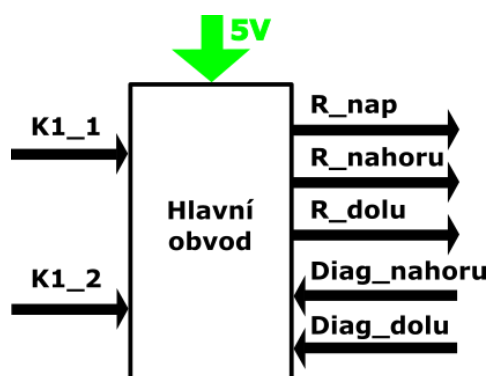 5V
K1_1
R_nap
R_nahoru
R_dolu
Hlavní
obvod
K1_2
Diag_nahoru
Diag_dolu